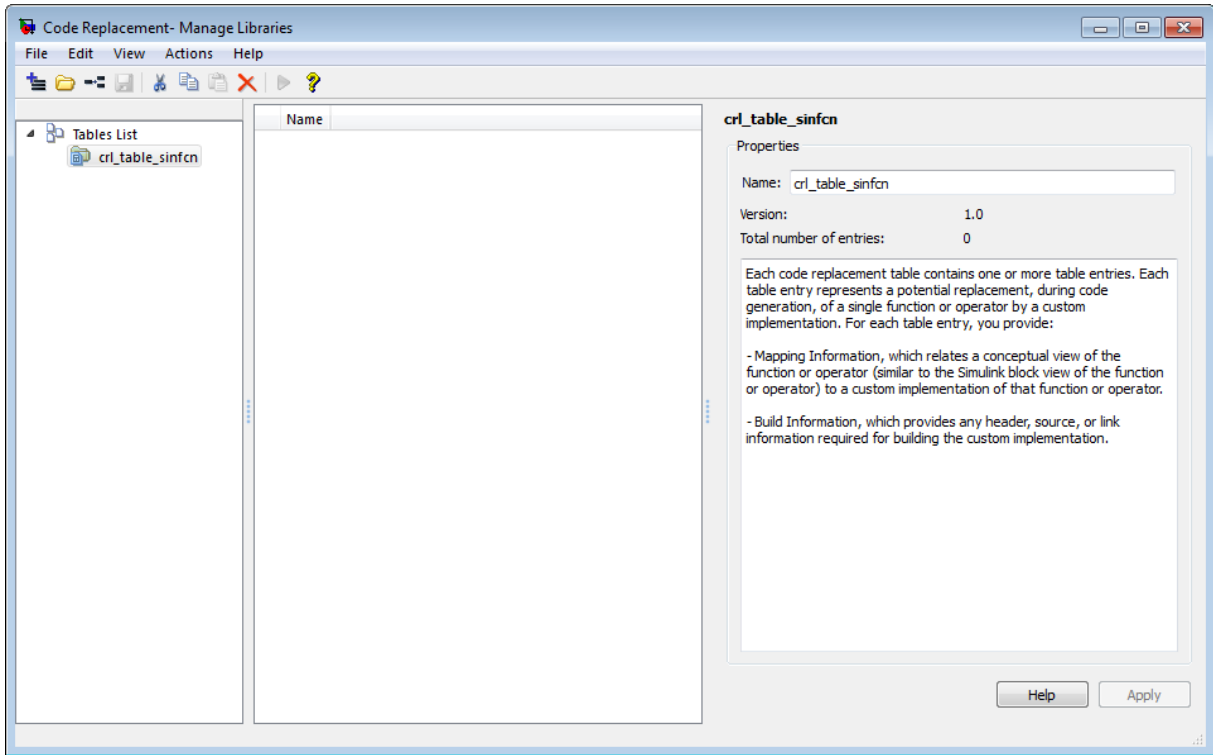 Code Replacement- Manage Libraries
File Edit View Actions Help
Tables List
crl_table_sinfcn
Name
crl_table_sinfcn
Properties
Name: crl_table_sinfcn
Version: 1.0
Total number of entries: 0
Each code replacement table contains one or more table entries. Each
table entry represents a potential replacement, during code
generation, of a single function or operator by a custom
implementation. For each table entry, you provide:
- Mapping Information, which relates a conceptual view of the
function or operator (similar to the Simulink block view of the function
or operator) to a custom implementation of that function or operator.
- Build Information, which provides any header, source, or link
information required for building the custom implementation.
Help Apply